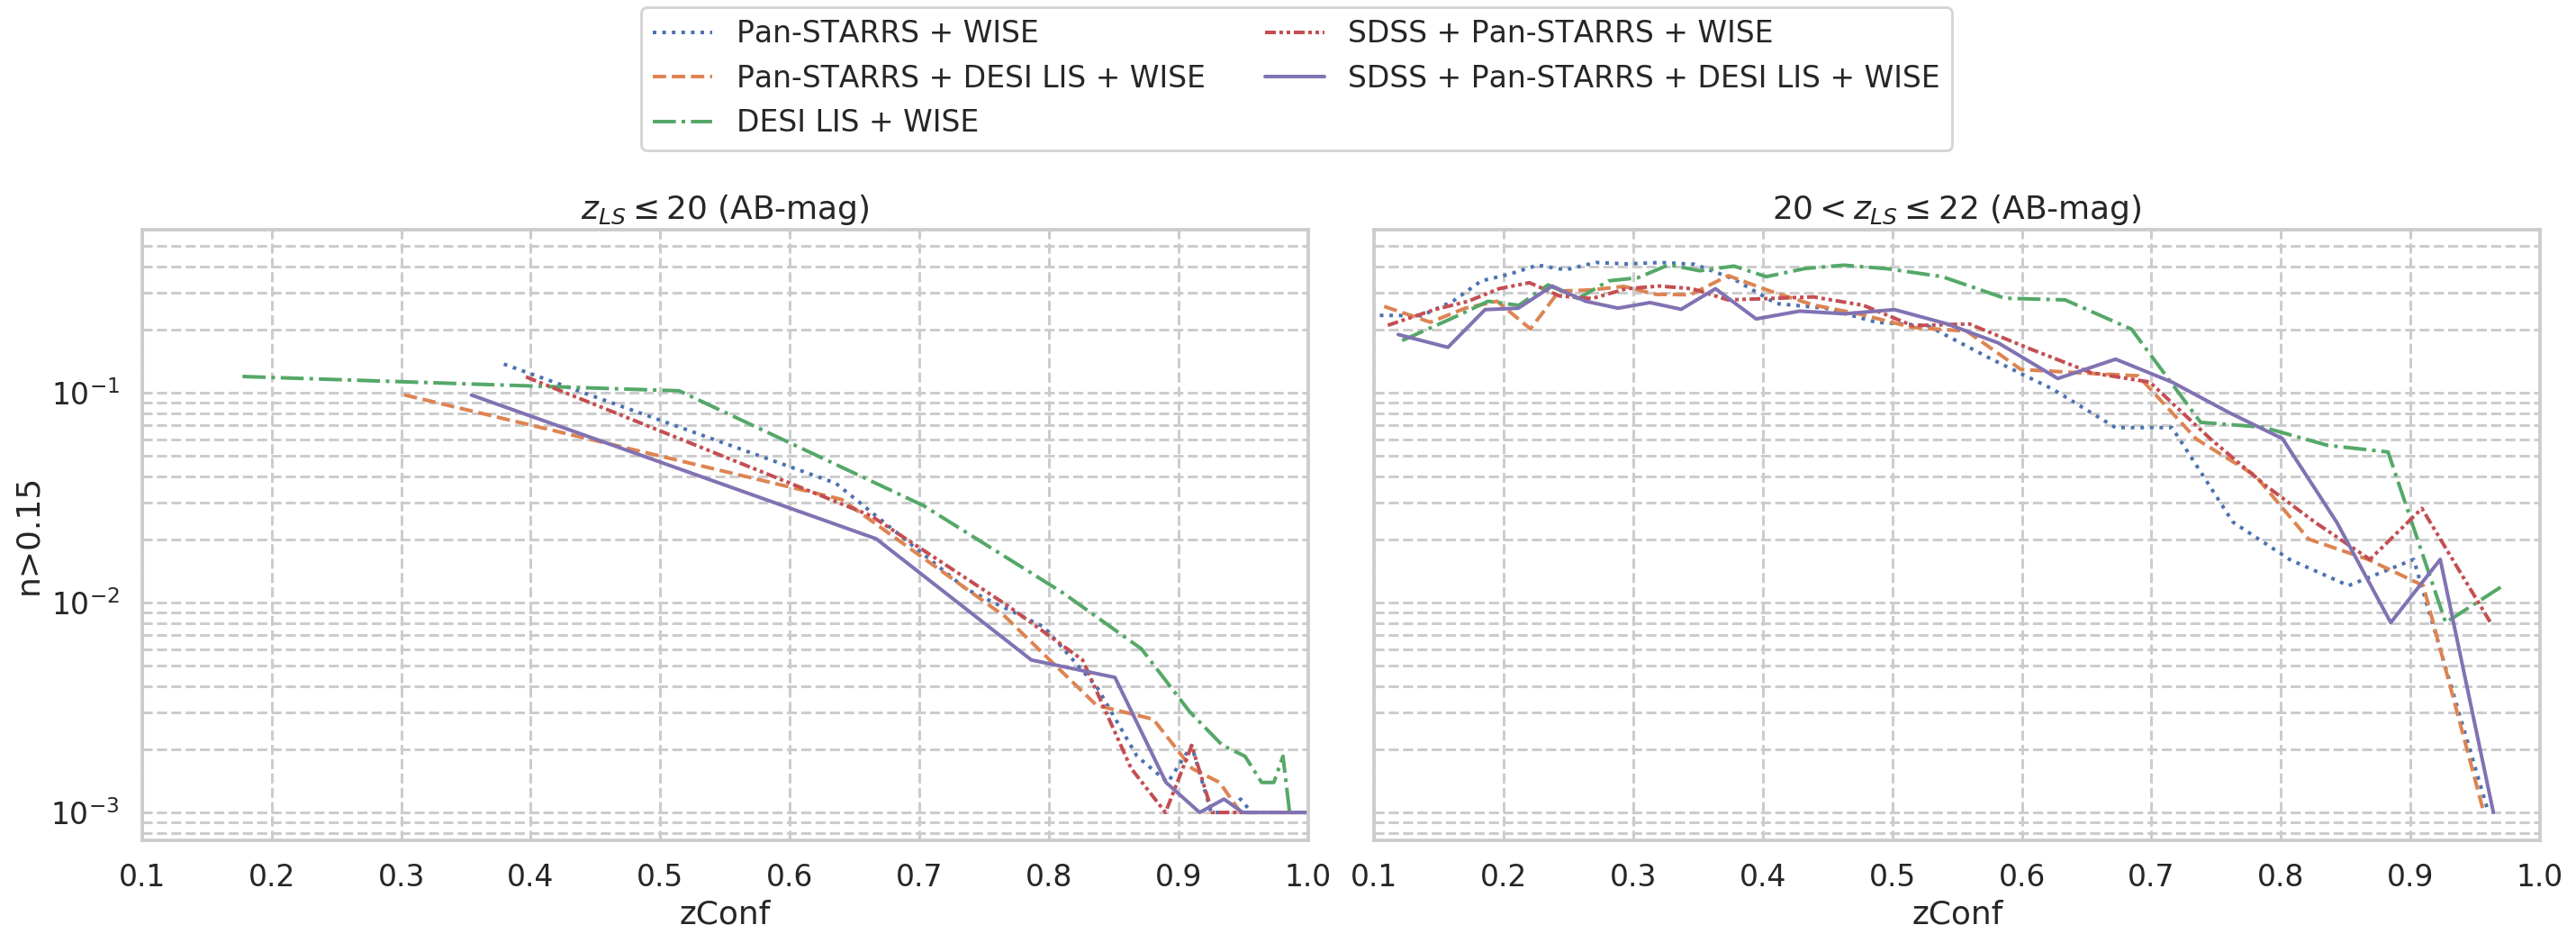 Pan-STARRS + WISE
Pan-STARRS + DESI LIS + WISE
DESI LIS + WISE
SDSS + Pan-STARRS + WISE
SDSS + Pan-STARRS + DESI LIS + WISE
z_{LS} ≤ 20 (AB-mag)
20 < z_{LS} ≤ 22 (AB-mag)
n>0.15
10^{-1}
10^{-2}
10^{-3}
0.1 0.2 0.3 0.4 0.5 0.6 0.7 0.8 0.9 1.0
0.1 0.2 0.3 0.4 0.5 0.6 0.7 0.8 0.9 1.0
zConf
zConf